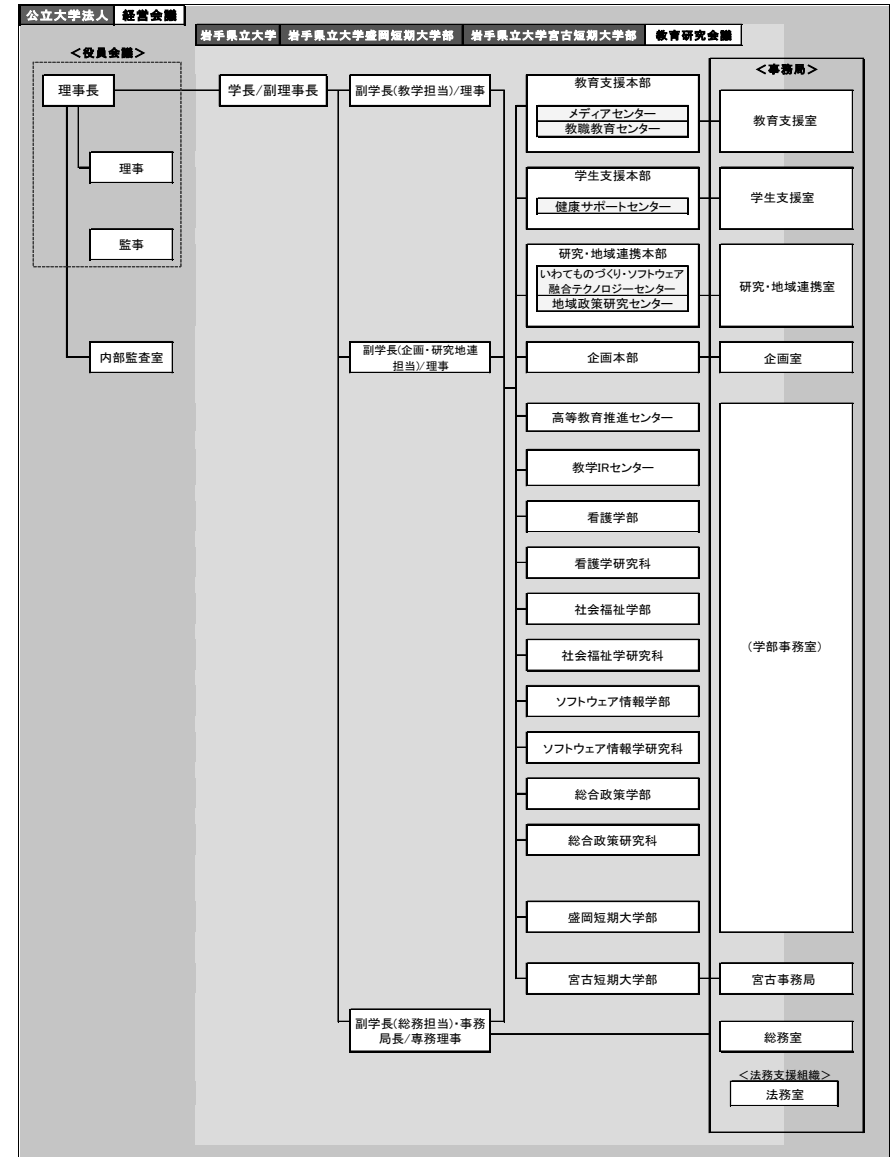 公立大学法人 経営会議
岩手県立大学 岩手県立大学盛岡短期大学部 岩手県立大学宮古短期大学部 教育研究会議
＜役員会議＞
理事長
理事
監事
内部監査室
学長/副理事長
副学長(教学担当)/理事
副学長(企画・研究地連
担当)/理事
副学長(総務担当)・事務
局長/専務理事
教育支援本部
メディアセンター
教職教育センター
学生支援本部
健康サポートセンター
研究・地域連携本部
いわてものづくり・ソフトウェア
融合テクノロジーセンター
地域政策研究センター
企画本部
高等教育推進センター
教学IRセンター
看護学部
看護学研究科
社会福祉学部
社会福祉学研究科
ソフトウェア情報学部
ソフトウェア情報学研究科
総合政策学部
総合政策研究科
盛岡短期大学部
宮古短期大学部
＜事務局＞
教育支援室
学生支援室
研究・地域連携室
企画室
(学部事務室)
宮古事務局
総務室
＜法務支援組織＞
法務室